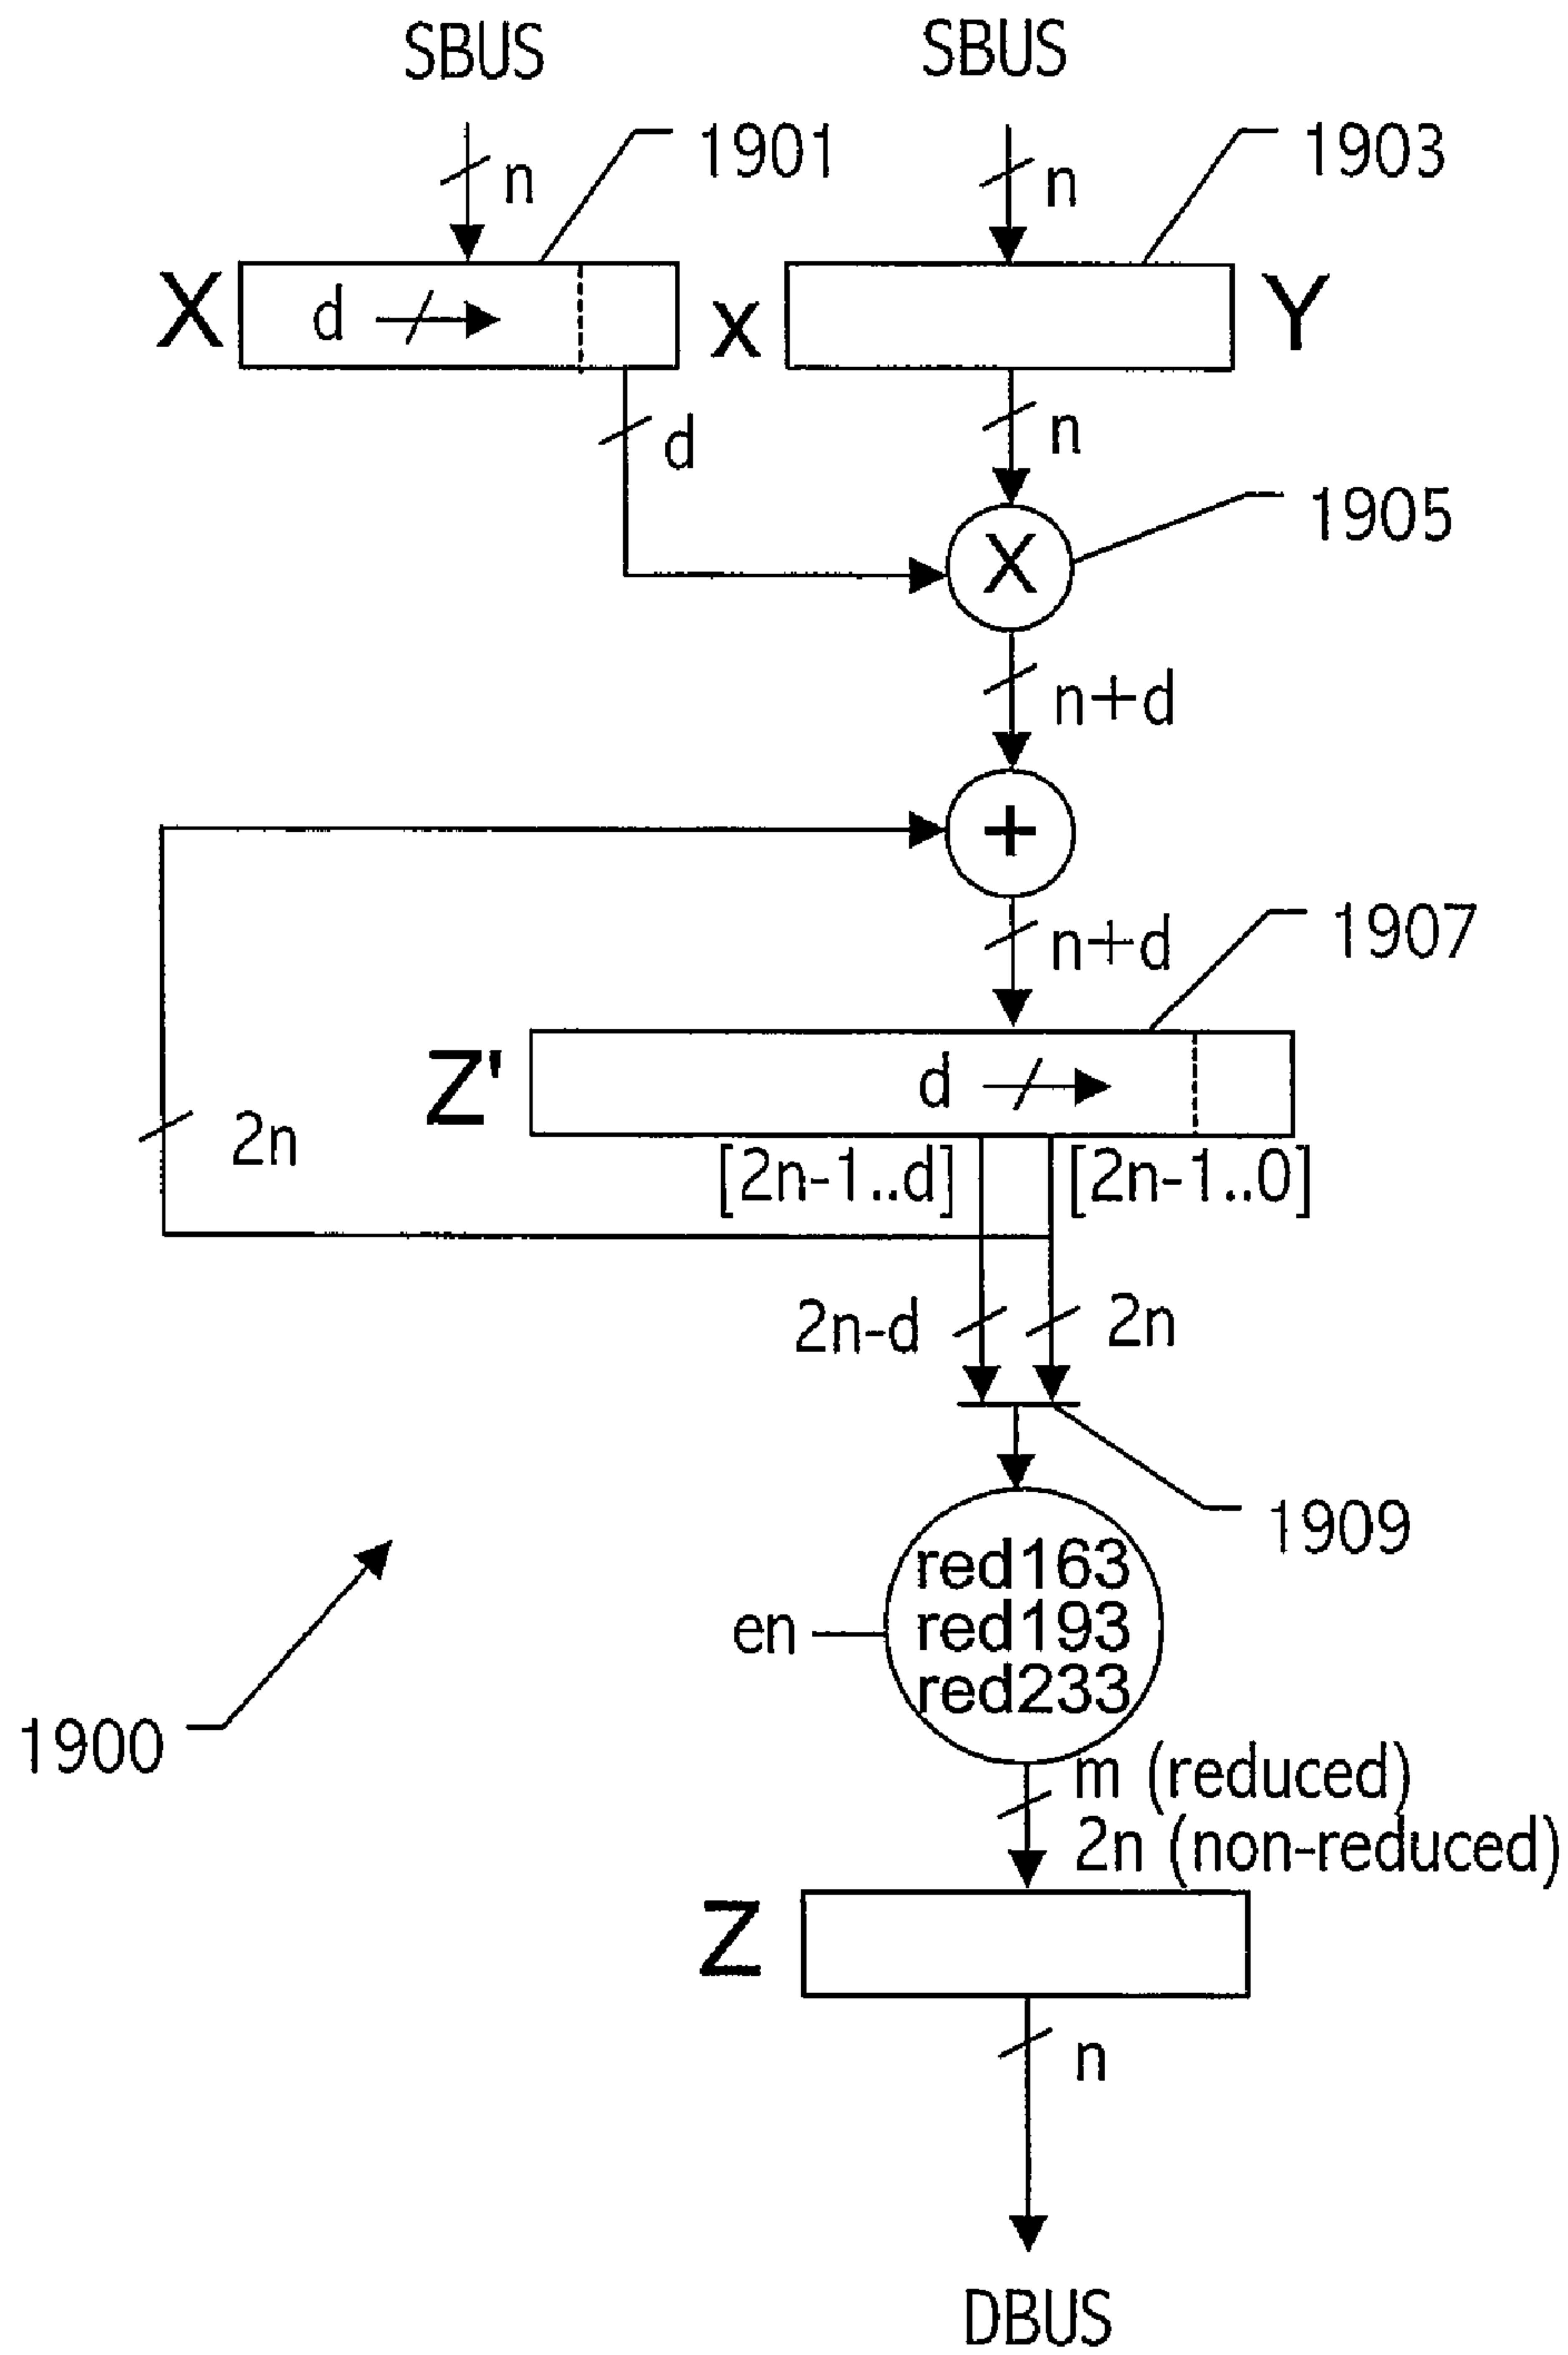 SBUS SBUS
n 1901 n 1903
X d x Y
d n
X 1905
n+d
+
n+d 1907
Z' d
2n [2n-1..d] [2n-1..0]
2n-d 2n
1909
red163
en red193
red233
1900
m (reduced)
2n (non-reduced)
Z
n
DBUS